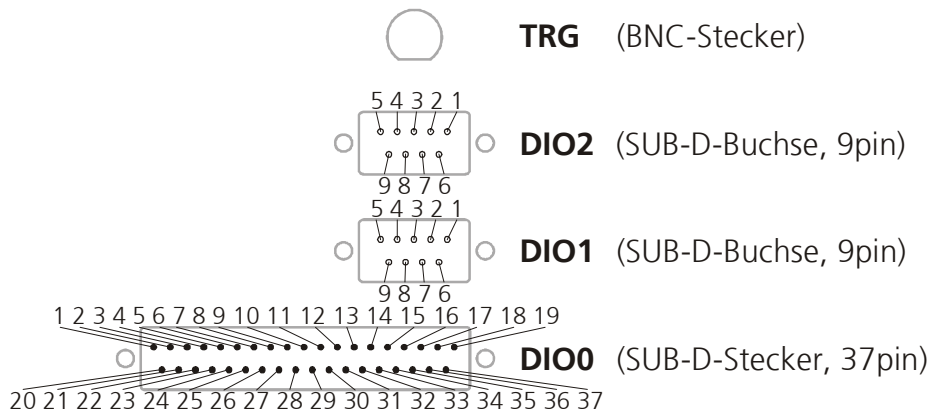 TRG (BNC-Stecker)
5 4 3 2 1
DIO2 (SUB-D-Buchse, 9pin)
9 8 7 6
5 4 3 2 1
DIO1 (SUB-D-Buchse, 9pin)
9 8 7 6
1 2 3 4 5 6 7 8 9 10 11 12 13 14 15 16 17 18 19
DIO0 (SUB-D-Stecker, 37pin)
20 21 22 23 24 25 26 27 28 29 30 31 32 33 34 35 36 37